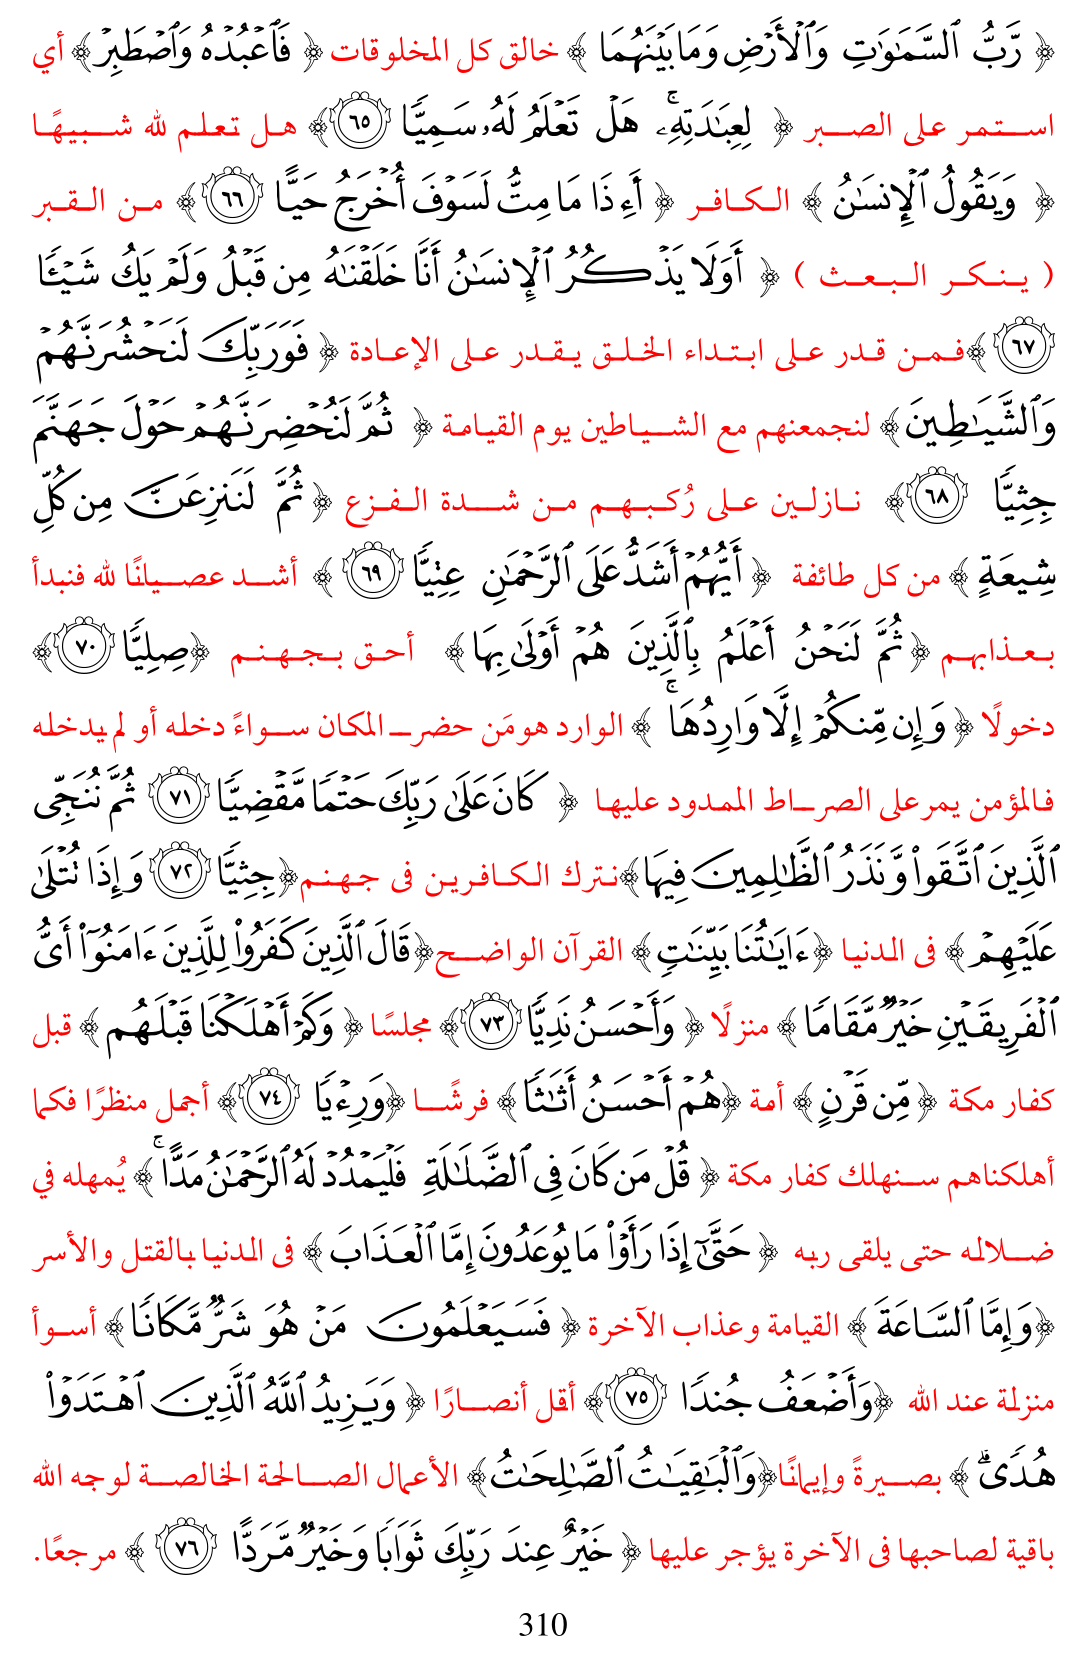 ﴿ رَّبُّ ٱلسَّمَٰوَٰتِ وَٱلۡأَرۡضِ وَمَا بَيۡنَهُمَا ﴾ خالق كل المخلوقات ﴿ فَٱعۡبُدۡهُ وَٱصۡطَبِرۡ﴾ أي
استمر على الصبر ﴿ لِعِبَٰدَتِهِۦۚ هَلۡ تَعۡلَمُ لَهُۥ سَمِيّٗا ٦٥﴾ هل تعلم لله شبيهًا
﴿ وَيَقُولُ ٱلۡإِنسَٰنُ ﴾ الكافر ﴿ أَءِذَا مَا مِتُّ لَسَوۡفَ أُخۡرَجُ حَيًّا ٦٦﴾ من القبر
( ينكر البعث ) ﴿ أَوَلَا يَذۡكُرُ ٱلۡإِنسَٰنُ أَنَّا خَلَقۡنَٰهُ مِن قَبۡلُ وَلَمۡ يَكُ شَيۡـٔٗا
٦٧﴾فمن قدر على ابتداء الخلق يقدر على الإعادة ﴿ فَوَرَبِّكَ لَنَحۡشُرَنَّهُمۡ
وَٱلشَّيَٰطِينَ﴾ لنجمعنهم مع الشياطين يوم القيامة ﴿ ثُمَّ لَنُحۡضِرَنَّهُمۡ حَوۡلَ جَهَنَّمَ
جِثِيّٗا ٦٨﴾ نازلين على رُكبهم من شدة الفزع ﴿ ثُمَّ لَنَنزِعَنَّ مِن كُلِّ
شِيعَةٍ ﴾ من كل طائفة ﴿ أَيُّهُمۡ أَشَدُّ عَلَى ٱلرَّحۡمَٰنِ عِتِيّٗا ٦٩﴾ أشد عصيانًا لله فنبدأ
بعذابهم ﴿ ثُمَّ لَنَحۡنُ أَعۡلَمُ بِٱلَّذِينَ هُمۡ أَوۡلَىٰ بِهَا ﴾ أحق بجهنم ﴿صِلِيّٗا ٧٠﴾
دخولًا ﴿ وَإِن مِّنكُمۡ إِلَّا وَارِدُهَاۚ ﴾ الوارد هومَن حضر المكان سواءً دخله أو لم يدخله
فالمؤمن يمرعلى الصراط الممدود عليها ﴿ كَانَ عَلَىٰ رَبِّكَ حَتۡمٗا مَّقۡضِيّٗا ٧١ ثُمَّ نُنَجِّي
ٱلَّذِينَ ٱتَّقَواْ وَّنَذَرُ ٱلظَّٰلِمِينَ فِيهَا﴾نترك الكافرين فى جهنم﴿جِثِيّٗا ٧٢ وَإِذَا تُتۡلَىٰ
عَلَيۡهِمۡ ﴾ فى الدنيا ﴿ءَايَٰتُنَا بَيِّنَٰتٖ ﴾ القرآن الواضح﴿قَالَ ٱلَّذِينَ كَفَرُواْ لِلَّذِينَ ءَامَنُوٓاْ أَيُّ
ٱلۡفَرِيقَيۡنِ خَيۡرٞ مَّقَامٗا ﴾ منزلًا ﴿ وَأَحۡسَنُ نَدِيّٗا ٧٣﴾ مجلسًا ﴿ وَكَمۡ أَهۡلَكۡنَا قَبۡلَهُم ﴾ قبل
كفار مكة ﴿ مِّن قَرۡنٍ ﴾ أمة ﴿هُمۡ أَحۡسَنُ أَثَٰثٗا ﴾ فرشًا ﴿وَرِءۡيٗا ٧٤﴾ أجمل منظرًا فكما
أهلكناهم سنهلك كفار مكة ﴿ قُلۡ مَن كَانَ فِي ٱلضَّلَٰلَةِ فَلۡيَمۡدُدۡ لَهُ ٱلرَّحۡمَٰنُ مَدًّاۚ ﴾ يُمهله في
ضلاله حتى يلقى ربه ﴿ حَتَّىٰٓ إِذَا رَأَوۡاْ مَا يُوعَدُونَ إِمَّا ٱلۡعَذَابَ ﴾ فى الدنيا بالقتل والأسر
﴿وَإِمَّا ٱلسَّاعَةَ ﴾ القيامة وعذاب الآخرة ﴿ فَسَيَعۡلَمُونَ مَنۡ هُوَ شَرّٞ مَّكَانٗا ﴾ أسوأ
منزلة عند الله ﴿وَأَضۡعَفُ جُندٗا ٧٥﴾ أقل أنصارًا ﴿ وَيَزِيدُ ٱللَّهُ ٱلَّذِينَ ٱهۡتَدَوۡاْ
هُدٗىۗ ﴾ بصيرةً وإيمانًا﴿وَٱلۡبَٰقِيَٰتُ ٱلصَّٰلِحَٰتُ ﴾ الأعمال الصالحة الخالصة لوجه الله
باقية لصاحبها فى الآخرة يؤجر عليها ﴿ خَيۡرٌ عِندَ رَبِّكَ ثَوَابٗا وَخَيۡرٞ مَّرَدًّا ٧٦ ﴾ مرجعًا.
310